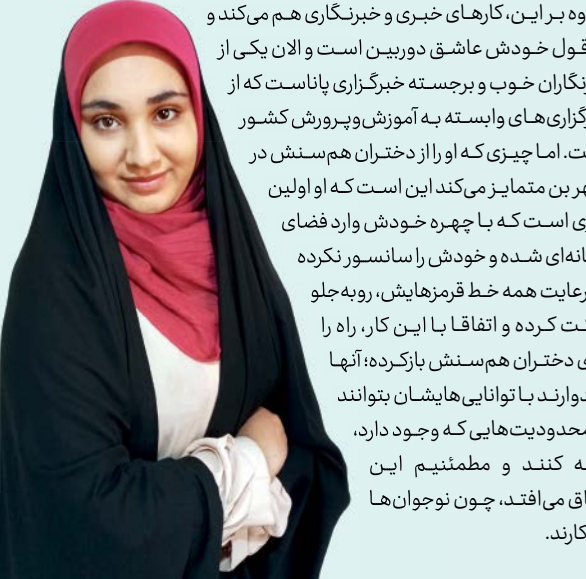 وه بر این، کارهای خبری و خبرنگاری هم می‌کند و
قول خودش عاشق دوربین است و الان یکی از
نگاران خوب و برجسته خبرگزاری پاناست که از
گزاری‌های وابسته به آموزش‌وپرورش کشور
ت. اما چیزی که او را از دختران هم‌سنش در
هر بن متمایز می‌کند این است که او اولین
ی است که با چهره خودش وارد فضای
انه‌ای شده و خودش را سانسور نکرده
رعایت همه خط قرمزهایش، روبه‌جلو
ت کرده و اتفاقا با این کار، راه را
ی دختران هم‌سنش بازکرده؛ آنها
دوارند با توانایی‌هایشان بتوانند
محدودیت‌هایی که وجود دارد،
ه کنند و مطمئنیم این
اق می‌افتد، چون نوجوان‌ها
کارند.